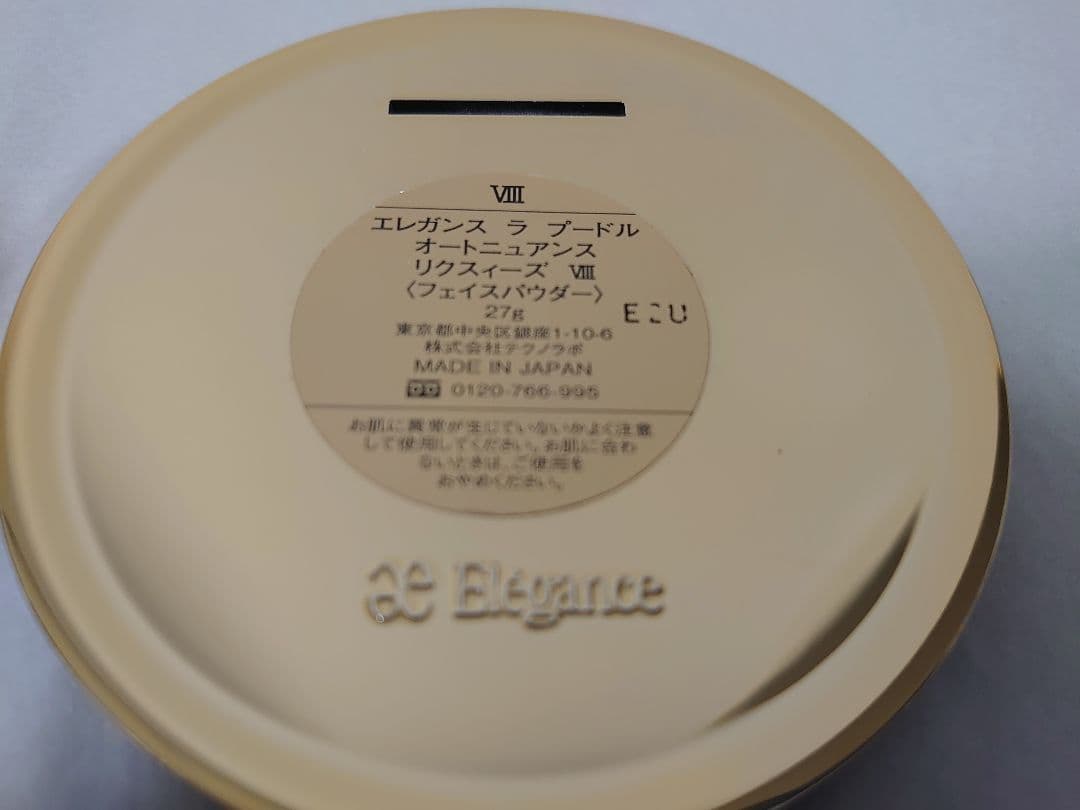 Ⅷ
エレガンス ラ プードル
オートニュアンス
リクスィーズ Ⅷ
〈フェイスパウダー〉
27g
東京都中央区銀座1-10-6
株式会社テクノラボ
MADE IN JAPAN
0120-766-995
お肌に異常が生じていないかよく注意
して使用してください。お肌に合わ
ないときは、ご使用を
おやめください。
æ Elégance